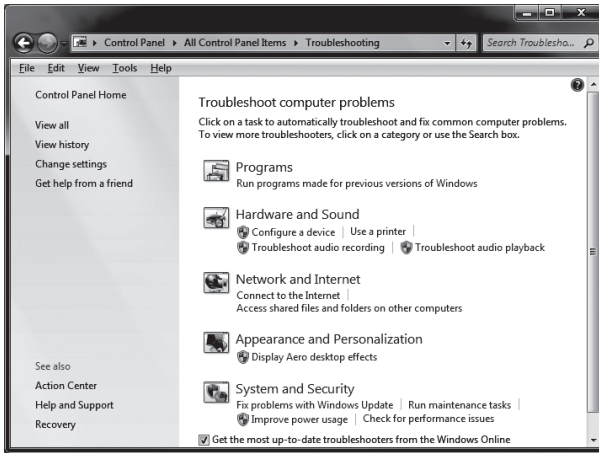 Control Panel ▸ All Control Panel Items ▸ Troubleshooting
Search Troublesho...
File Edit View Tools Help
Control Panel Home
View all
View history
Change settings
Get help from a friend
See also
Action Center
Help and Support
Recovery
Troubleshoot computer problems
Click on a task to automatically troubleshoot and fix common computer problems.
To view more troubleshooters, click on a category or use the Search box.
Programs
Run programs made for previous versions of Windows
Hardware and Sound
Configure a device | Use a printer |
Troubleshoot audio recording | Troubleshoot audio playback
Network and Internet
Connect to the Internet |
Access shared files and folders on other computers
Appearance and Personalization
Display Aero desktop effects
System and Security
Fix problems with Windows Update | Run maintenance tasks |
Improve power usage | Check for performance issues
Get the most up-to-date troubleshooters from the Windows Online